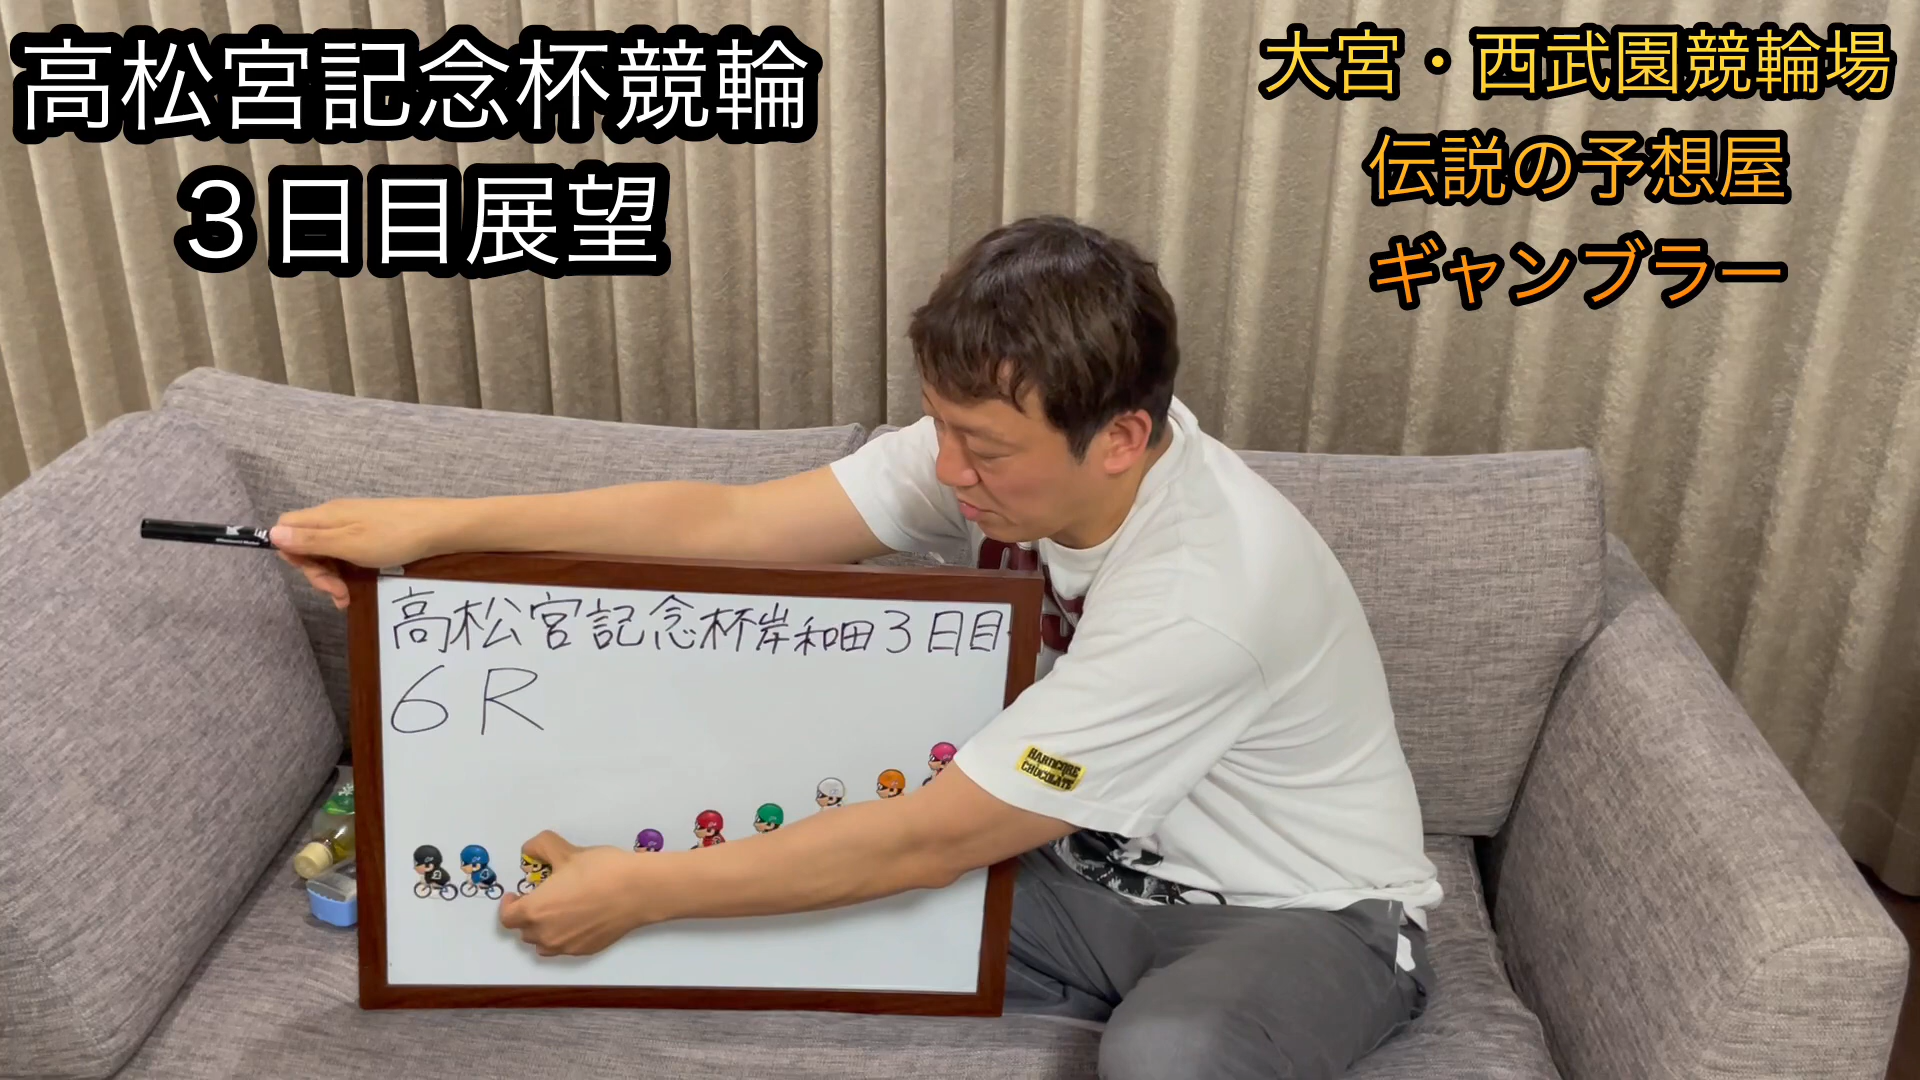 高松宮記念杯競輪
３日目展望
大宮・西武園競輪場
伝説の予想屋
ギャンブラー
高松宮記念杯岸和田３日目
６R
HARDCORE
CHOCOLATE